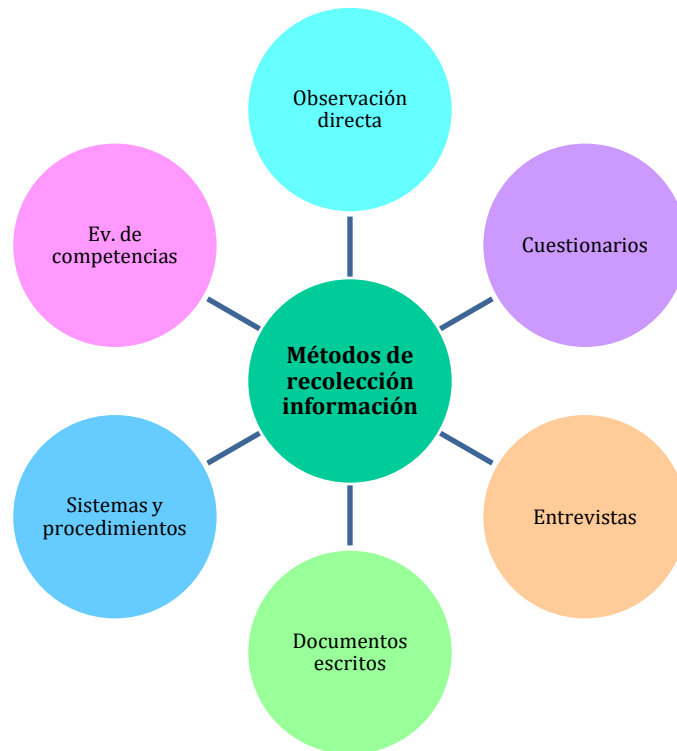 Observación
directa
Ev. de
competencias
Cuestionarios
Métodos de
recolección
información
Sistemas y
procedimientos
Entrevistas
Documentos
escritos